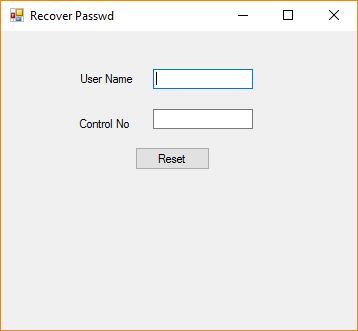 Recover Passwd
User Name
Control No
Reset